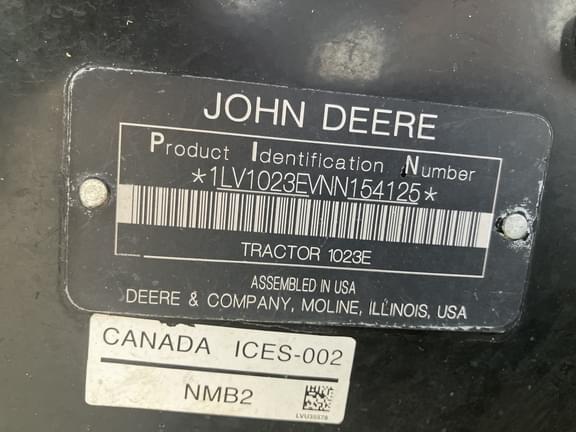 JOHN DEERE
Product Identification Number
*1LV1023EVNN154125*
TRACTOR 1023E
ASSEMBLED IN USA
DEERE & COMPANY, MOLINE, ILLINOIS, USA
CANADA ICES-002
NMB2